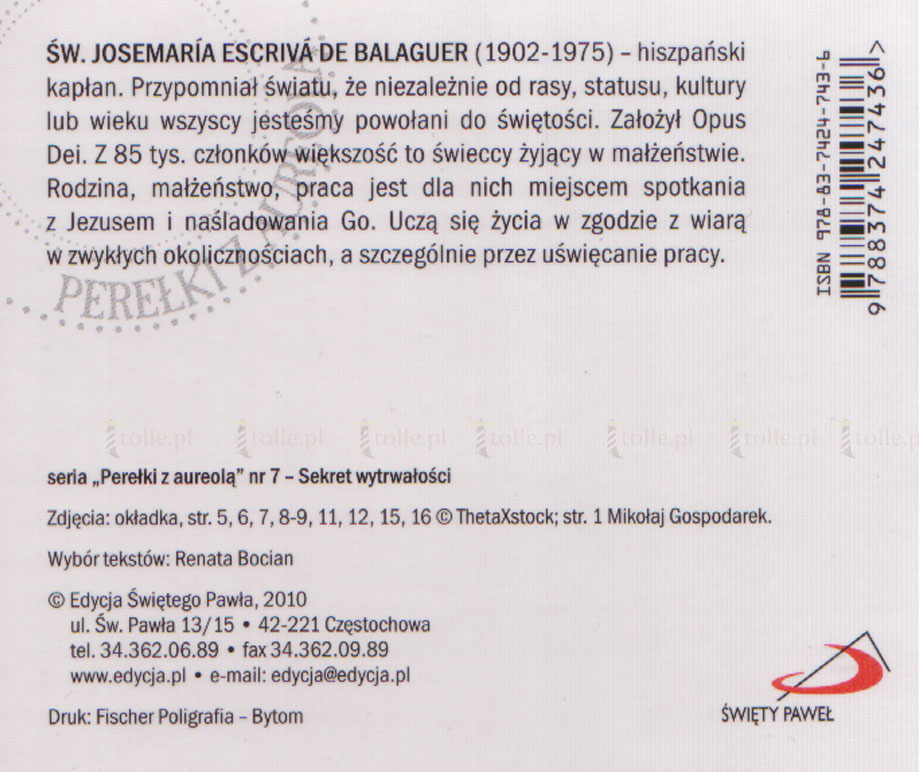 ŚW. JOSEMARÍA ESCRIVÁ DE BALAGUER (1902-1975) – hiszpański
kapłan. Przypomniał światu, że niezależnie od rasy, statusu, kultury
lub wieku wszyscy jesteśmy powołani do świętości. Założył Opus
Dei. Z 85 tys. członków większość to świeccy żyjący w małżeństwie.
Rodzina, małżeństwo, praca jest dla nich miejscem spotkania
z Jezusem i naśladowania Go. Uczą się życia w zgodzie z wiarą
w zwykłych okolicznościach, a szczególnie przez uświęcanie pracy.
PEREŁKI Z AUREOLĄ
ISBN 978-83-7424-743-6
9 788374 247436 >
tolle.pl tolle.pl tolle.pl tolle.pl tolle.pl tolle.pl tolle.
seria „Perełki z aureolą” nr 7 – Sekret wytrwałości
Zdjęcia: okładka, str. 5, 6, 7, 8-9, 11, 12, 15, 16 © ThetaXstock; str. 1 Mikołaj Gospodarek.
Wybór tekstów: Renata Bocian
© Edycja Świętego Pawła, 2010
ul. Św. Pawła 13/15 • 42-221 Częstochowa
tel. 34.362.06.89 • fax 34.362.09.89
www.edycja.pl • e-mail: edycja@edycja.pl
Druk: Fischer Poligrafia – Bytom
ŚWIĘTY PAWEŁ